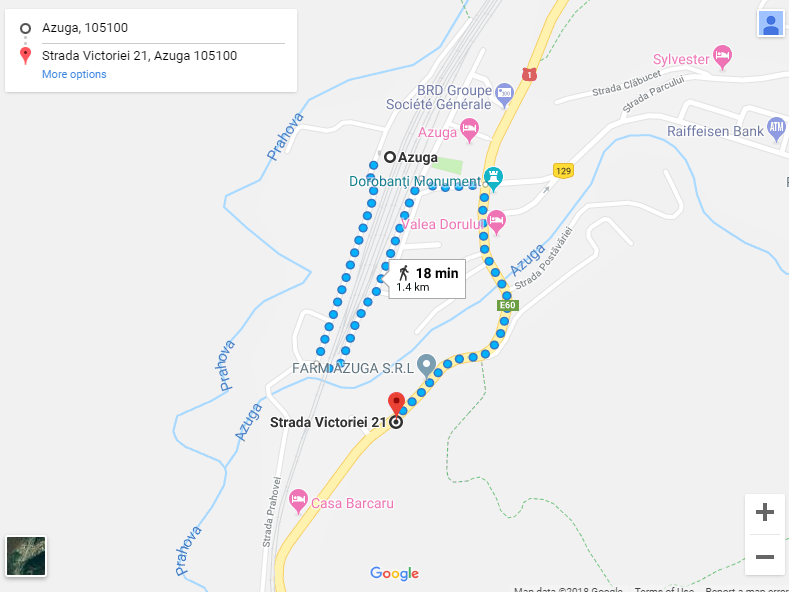 Azuga, 105100
Strada Victoriei 21, Azuga 105100
More options
1
Sylvester
Strada Clăbucet
Strada Parcului
BRD Groupe
Société Générale
Prahova
Azuga
Raiffeisen Bank
ATM
Azuga
129
Dorobanți Monument
Valea Dorului
Azuga
Strada Postăvăriei
18 min
1.4 km
E60
Prahova
FARM AZUGA S.R.L
Azuga
Strada Victoriei 21
Strada Prahovei
Casa Barcaru
Prahova
Google
Map data ©2018 Google
Terms of Use
Report a map error